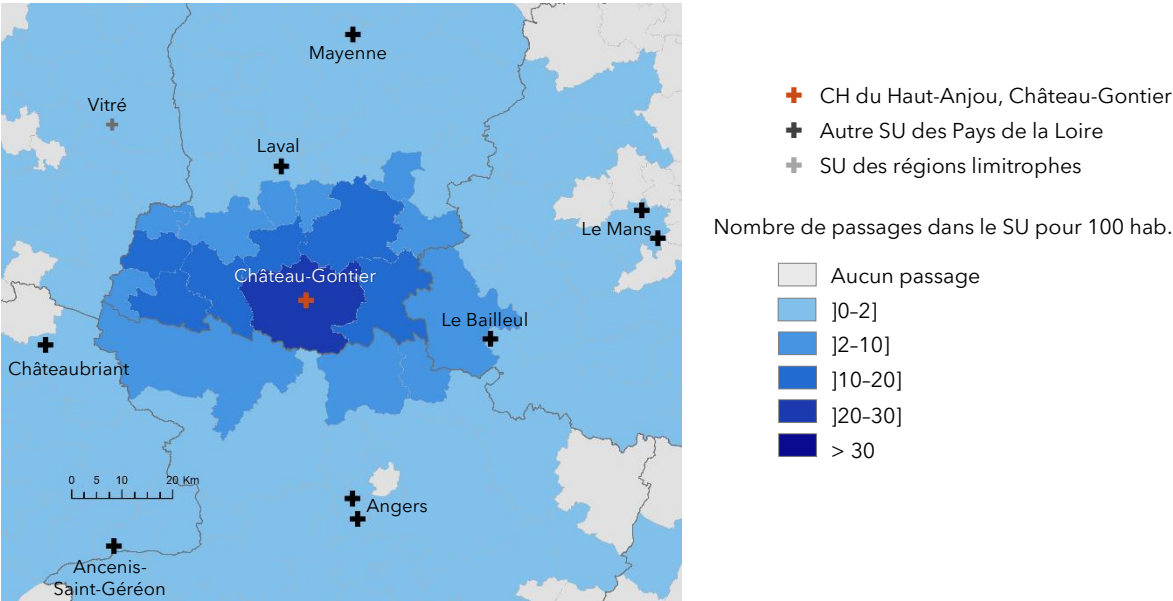 Mayenne
Vitré
Laval
Le Mans
Château-Gontier
Le Bailleul
Châteaubriant
0 5 10 20 Km
Angers
Ancenis-
Saint-Géréon
CH du Haut-Anjou, Château-Gontier
Autre SU des Pays de la Loire
SU des régions limitrophes
Nombre de passages dans le SU pour 100 hab.
Aucun passage
]0–2]
]2–10]
]10–20]
]20–30]
> 30